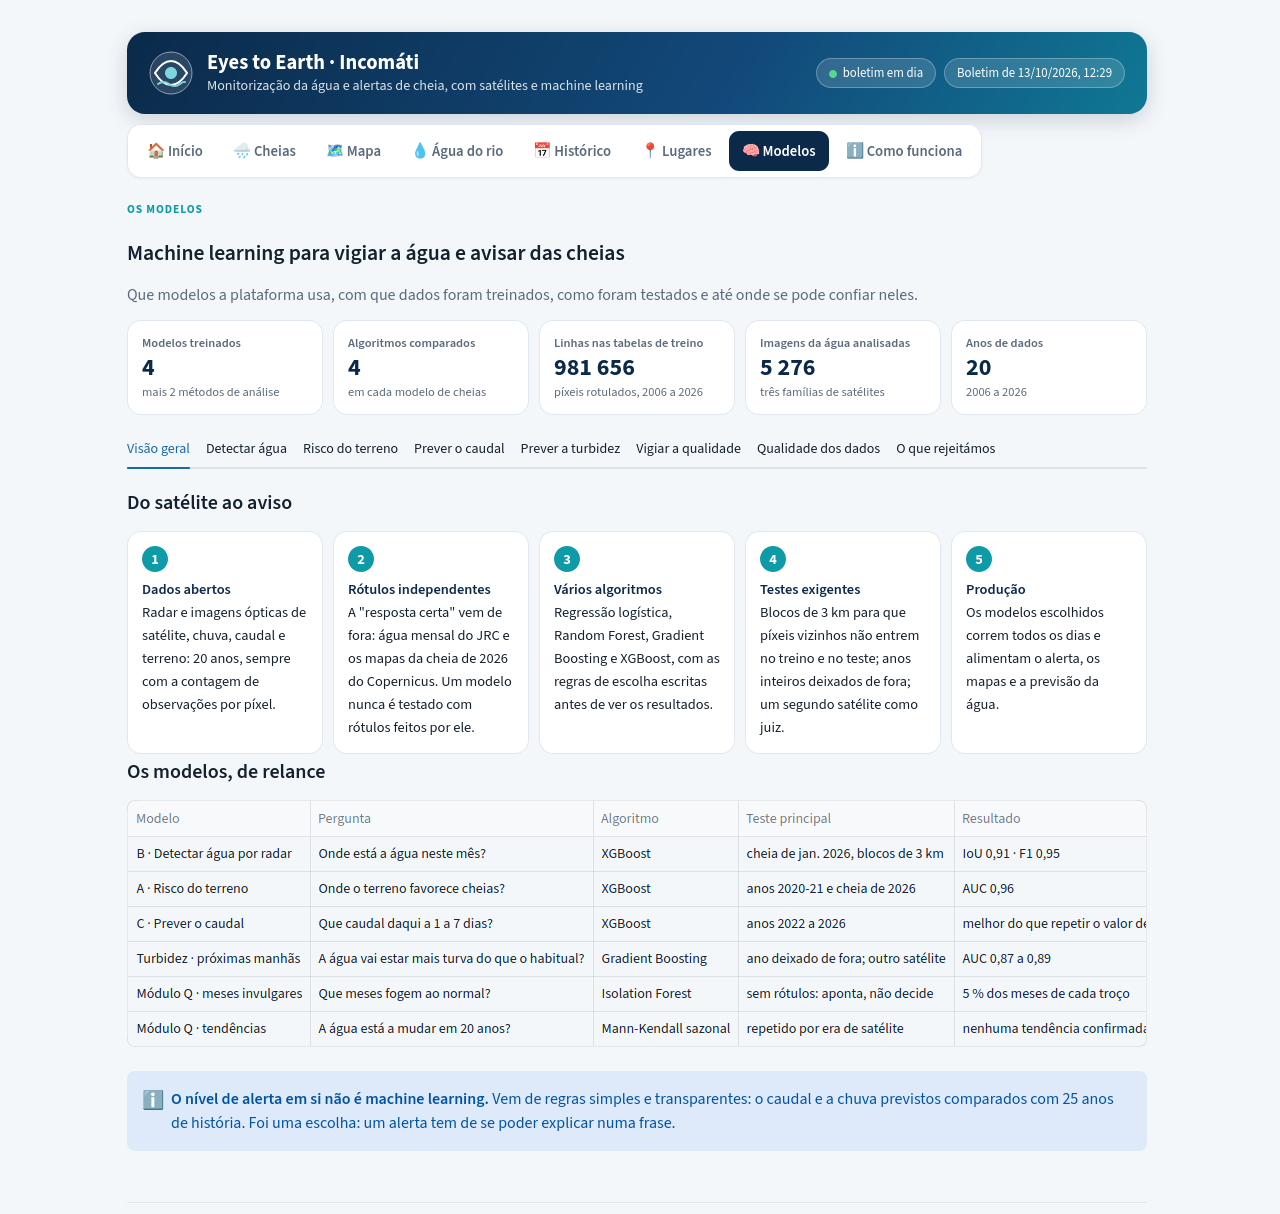 Eyes to Earth · Incomáti
Monitorização da água e alertas de cheia, com satélites e machine learning
boletim em dia
Boletim de 13/10/2026, 12:29
Início
Cheias
Mapa
Água do rio
Histórico
Lugares
Modelos
Como funciona
OS MODELOS
Machine learning para vigiar a água e avisar das cheias
Que modelos a plataforma usa, com que dados foram treinados, como foram testados e até onde se pode confiar neles.
Modelos treinados
4
mais 2 métodos de análise
Algoritmos comparados
4
em cada modelo de cheias
Linhas nas tabelas de treino
981 656
píxeis rotulados, 2006 a 2026
Imagens da água analisadas
5 276
três famílias de satélites
Anos de dados
20
2006 a 2026
Visão geral
Detectar água
Risco do terreno
Prever o caudal
Prever a turbidez
Vigiar a qualidade
Qualidade dos dados
O que rejeitámos
Do satélite ao aviso
1
Dados abertos
Radar e imagens ópticas de
satélite, chuva, caudal e
terreno: 20 anos, sempre
com a contagem de
observações por píxel.
2
Rótulos independentes
A "resposta certa" vem de
fora: água mensal do JRC e
os mapas da cheia de 2026
do Copernicus. Um modelo
nunca é testado com
rótulos feitos por ele.
3
Vários algoritmos
Regressão logística,
Random Forest, Gradient
Boosting e XGBoost, com as
regras de escolha escritas
antes de ver os resultados.
4
Testes exigentes
Blocos de 3 km para que
píxeis vizinhos não entrem
no treino e no teste; anos
inteiros deixados de fora;
um segundo satélite como
juiz.
5
Produção
Os modelos escolhidos
correm todos os dias e
alimentam o alerta, os
mapas e a previsão da
água.
Os modelos, de relance
Modelo Pergunta Algoritmo Teste principal Resultado
B · Detectar água por radar Onde está a água neste mês? XGBoost cheia de jan. 2026, blocos de 3 km IoU 0,91 · F1 0,95
A · Risco do terreno Onde o terreno favorece cheias? XGBoost anos 2020-21 e cheia de 2026 AUC 0,96
C · Prever o caudal Que caudal daqui a 1 a 7 dias? XGBoost anos 2022 a 2026 melhor do que repetir o valor de
Turbidez · próximas manhãs A água vai estar mais turva do que o habitual? Gradient Boosting ano deixado de fora; outro satélite AUC 0,87 a 0,89
Módulo Q · meses invulgares Que meses fogem ao normal? Isolation Forest sem rótulos: aponta, não decide 5 % dos meses de cada troço
Módulo Q · tendências A água está a mudar em 20 anos? Mann-Kendall sazonal repetido por era de satélite nenhuma tendência confirmada
O nível de alerta em si não é machine learning. Vem de regras simples e transparentes: o caudal e a chuva previstos comparados com 25 anos
de história. Foi uma escolha: um alerta tem de se poder explicar numa frase.